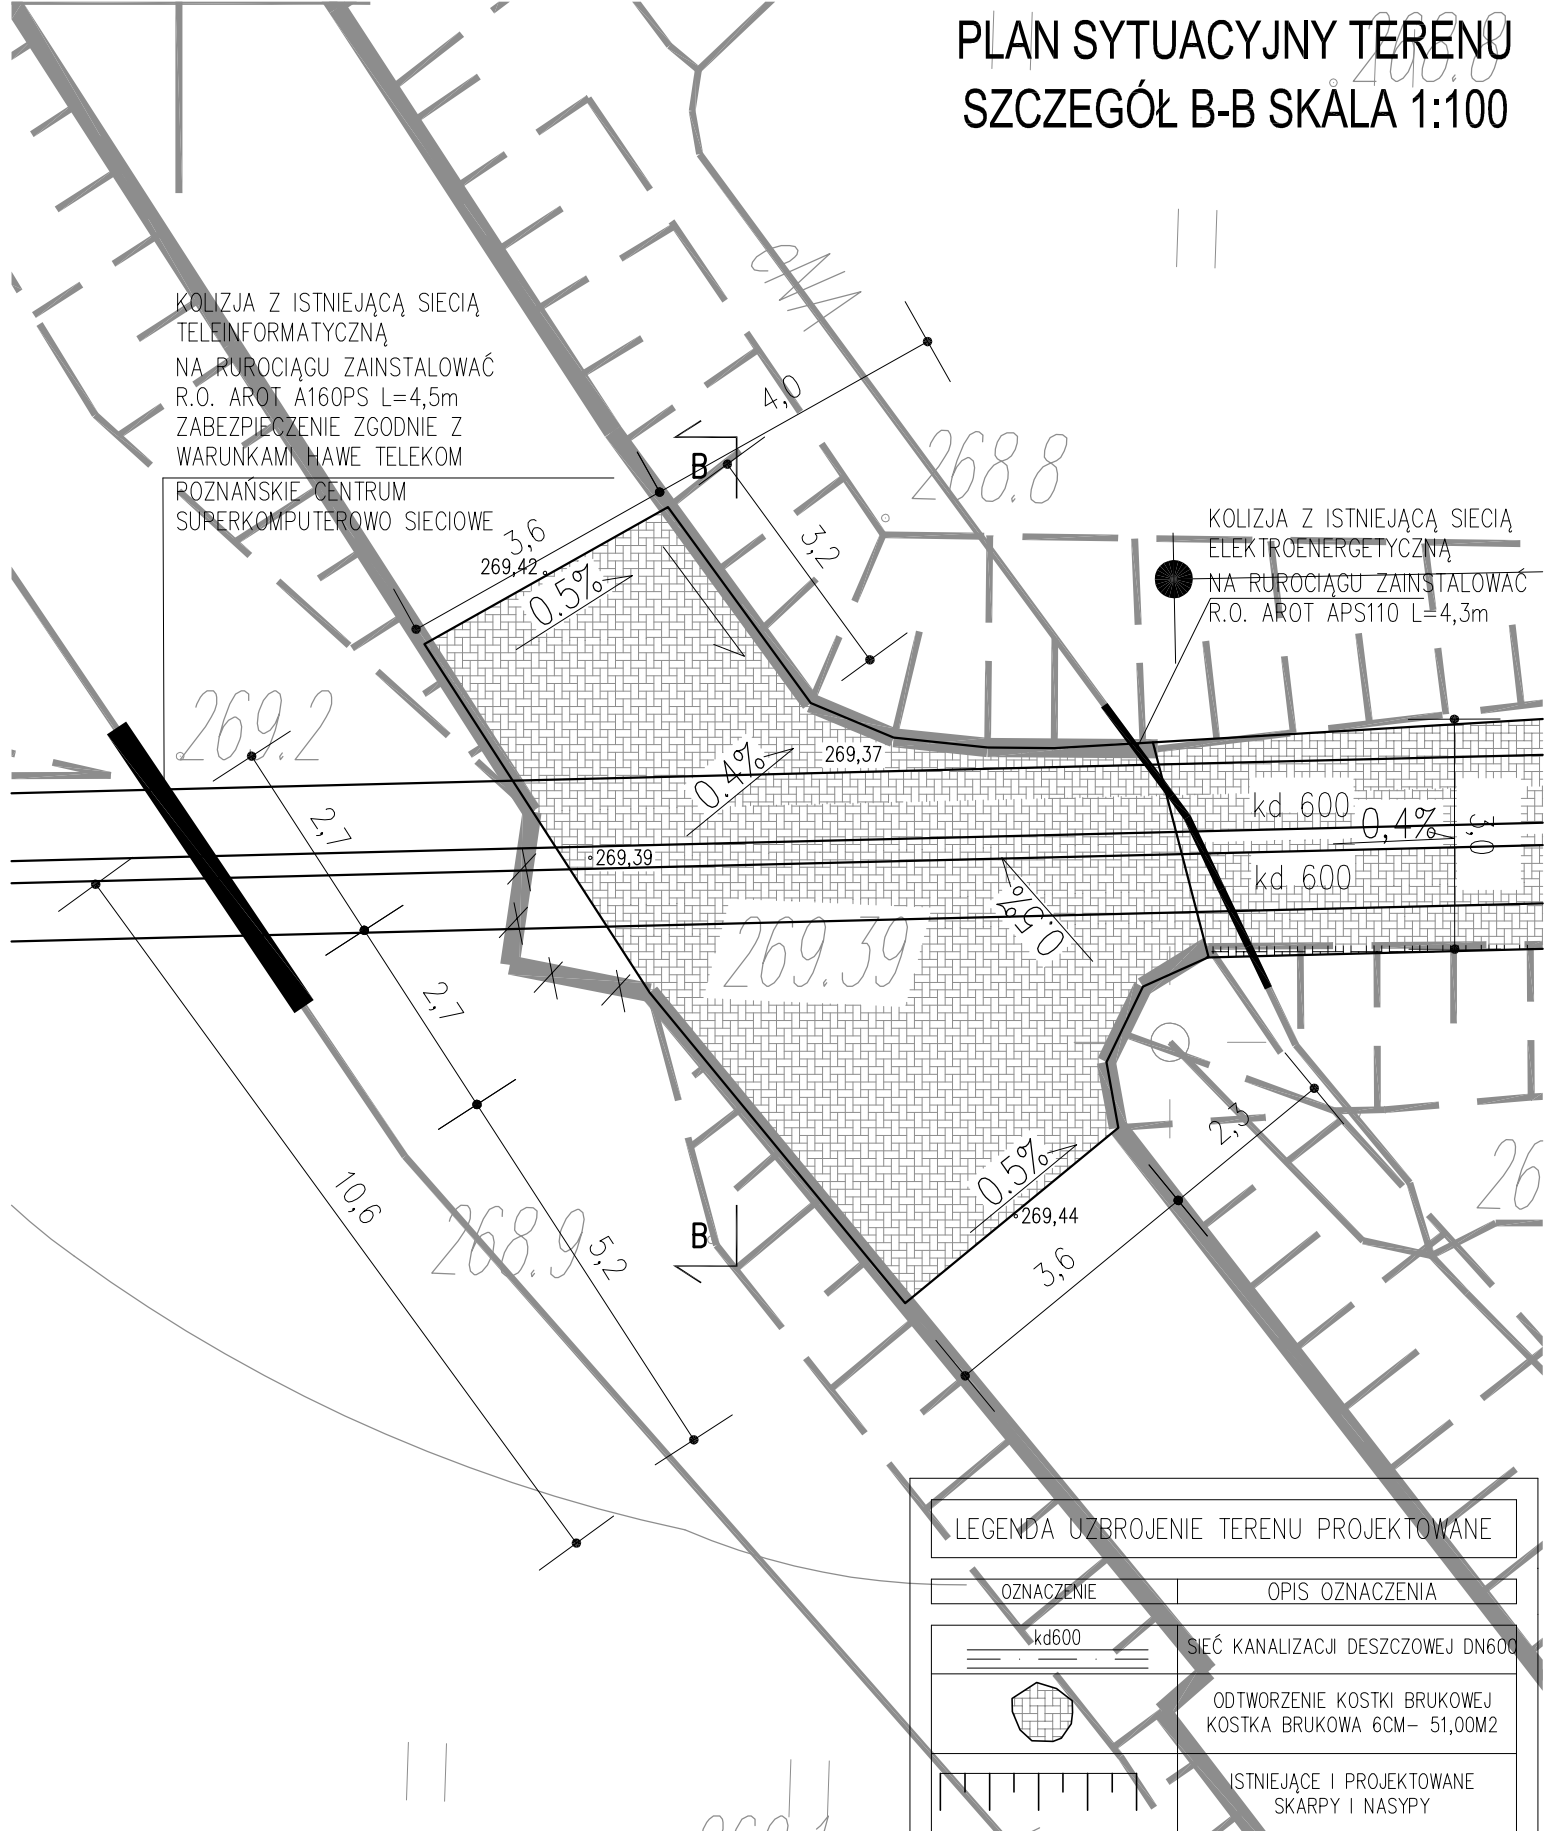 PLAN SYTUACYJNY TERENU
SZCZEGÓŁ B-B SKALA 1:100
268.8
KOLIZJA Z ISTNIEJĄCĄ SIECIĄ
TELEINFORMATYCZNĄ
NA RUROCIĄGU ZAINSTALOWAĆ
R.O. AROT A160PS L=4,5m
ZABEZPIECZENIE ZGODNIE Z
WARUNKAMI HAWE TELEKOM
POZNAŃSKIE CENTRUM
SUPERKOMPUTEROWO SIECIOWE
4,0
B
268.8
3,6
3,2
269,42
0.5%
KOLIZJA Z ISTNIEJĄCĄ SIECIĄ
ELEKTROENERGETYCZNĄ
NA RUROCIĄGU ZAINSTALOWAĆ
R.O. AROT APS110 L=4,3m
269.2
0.4%
269,37
2,7
kd 600
0,4%
3,0
269,39
kd 600
0.5%
269.39
2,7
10,6
268.9
5,2
B
0.5%
269,44
2,3
3,6
26
LEGENDA UZBROJENIE TERENU PROJEKTOWANE
OZNACZENIE
OPIS OZNACZENIA
kd600
SIEĆ KANALIZACJI DESZCZOWEJ DN600
ODTWORZENIE KOSTKI BRUKOWEJ
KOSTKA BRUKOWA 6CM- 51,00M2
ISTNIEJĄCE I PROJEKTOWANE
SKARPY I NASYPY